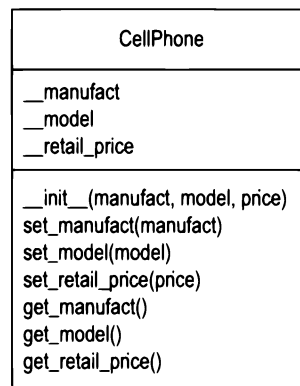 CellPhone
__manufact
__model
__retail_price
__init__(manufact, model, price)
set_manufact(manufact)
set_model(model)
set_retail_price(price)
get_manufact()
get_model()
get_retail_price()